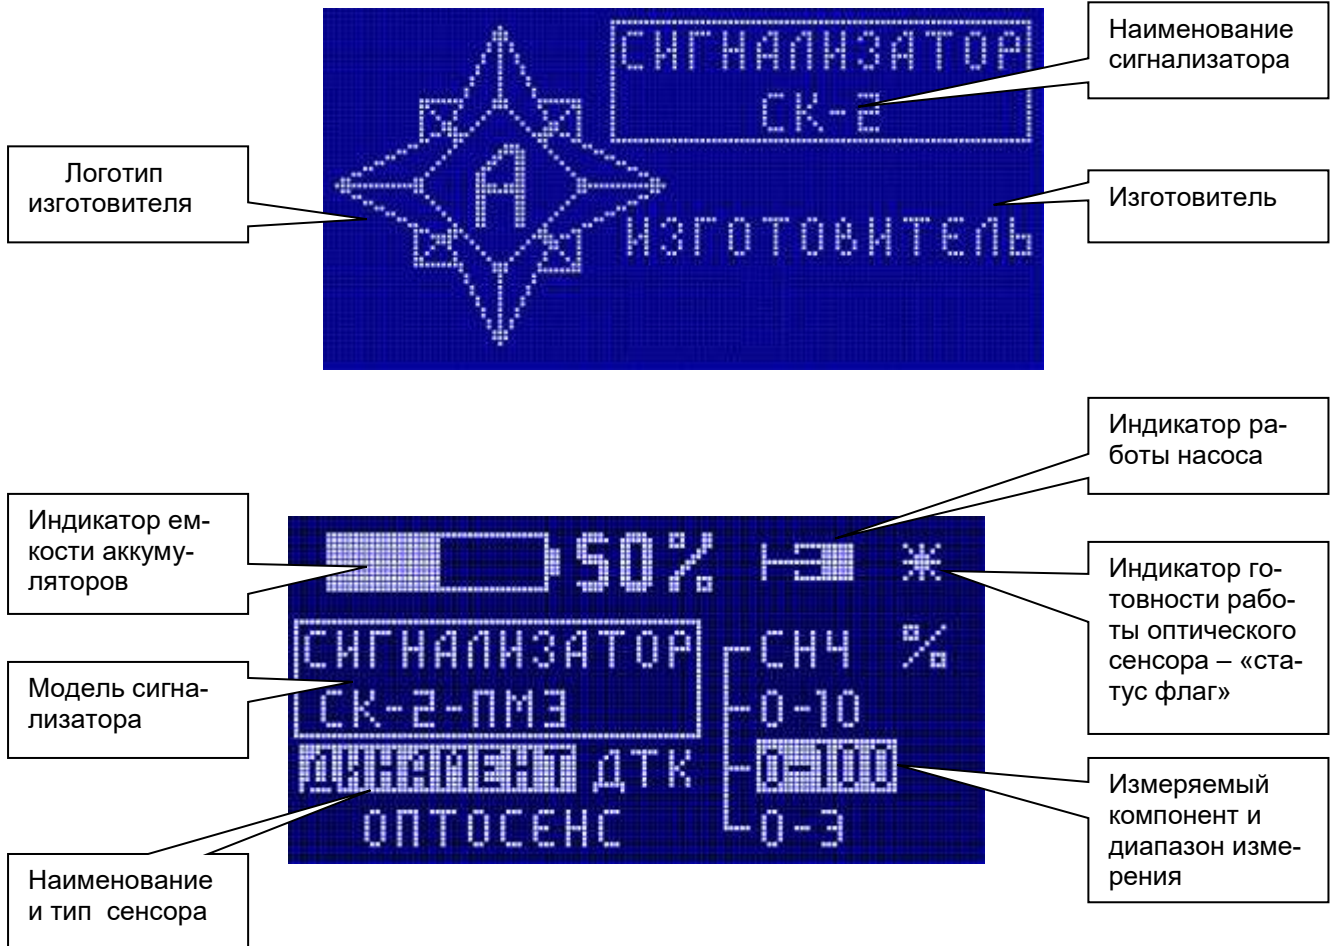 СИГНАЛИЗАТОР
СК-2
Наименование
сигнализатора
А
Логотип
изготовителя
Изготовитель
ИЗГОТОВИТЕЛЬ
Индикатор ра-
боты насоса
Индикатор ем-
кости аккуму-
ляторов
50%
Индикатор го-
товности рабо-
ты оптического
сенсора – «ста-
тус флаг»
СИГНАЛИЗАТОР
СК-2-ПМЭ
СН4 %
0-10
Модель сигна-
лизатора
ДИНАМЕНТ ДТК
0-100
ОПТОСЕНС
0-3
Измеряемый
компонент и
диапазон изме-
рения
Наименование
и тип сенсора